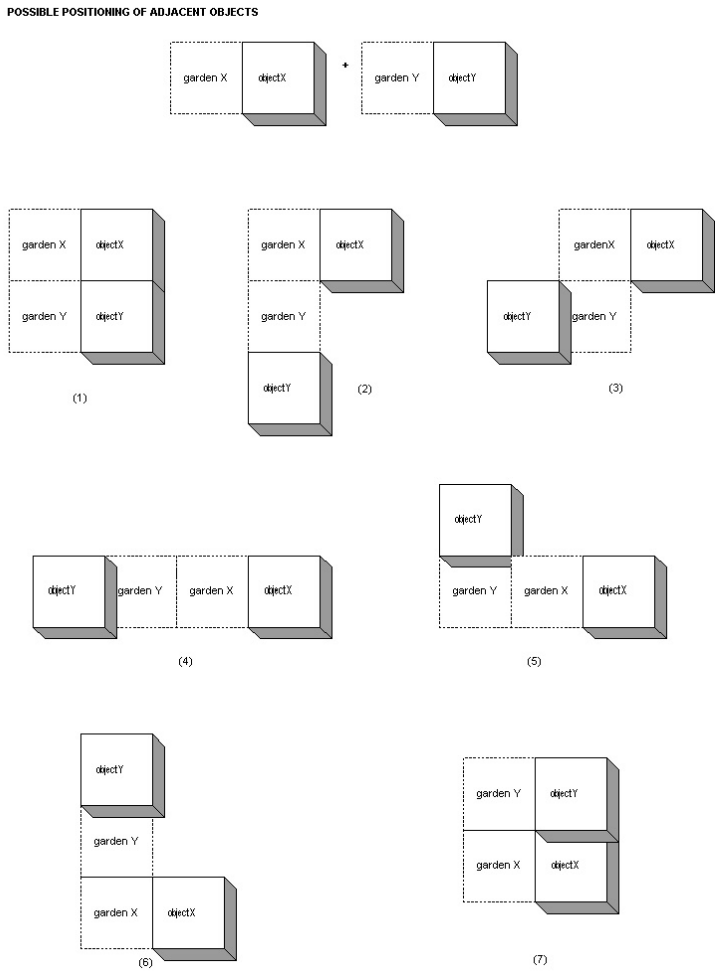 POSSIBLE POSITIONING OF ADJACENT OBJECTS
garden X objectX + garden Y objectY
garden X objectX
garden Y objectY
(1)
garden X objectX
garden Y
objectY
(2)
gardenX objectX
objectY garden Y
(3)
objectY garden Y garden X objectX
(4)
objectY
garden Y garden X objectX
(5)
objectY
garden Y
garden X objectX
(6)
garden Y objectY
garden X objectX
(7)